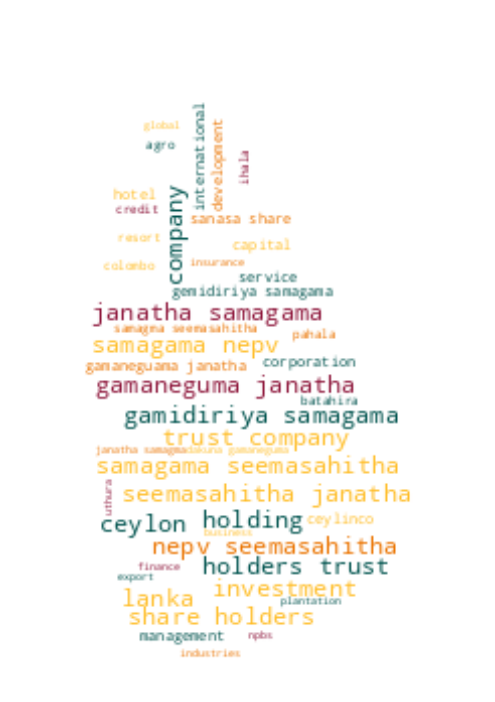 global
international
development
agro
ihala
hotel
company
credit
sanasa share
resort
capital
colombo
insurance
service
gemidiriya samagama
janatha samagama
samagma seemasahitha
pahala
samagama nepv
gamaneguama janatha
corporation
gamaneguma janatha
batahira
gamidiriya samagama
trust company
janatha samagma
dakuna gamaneguma
samagama seemasahitha
uthura
seemasahitha janatha
ceylon
holding
ceylinco
business
nepv seemasahitha
finance
holders trust
export
investment
lanka
plantation
share holders
management
npbs
industries